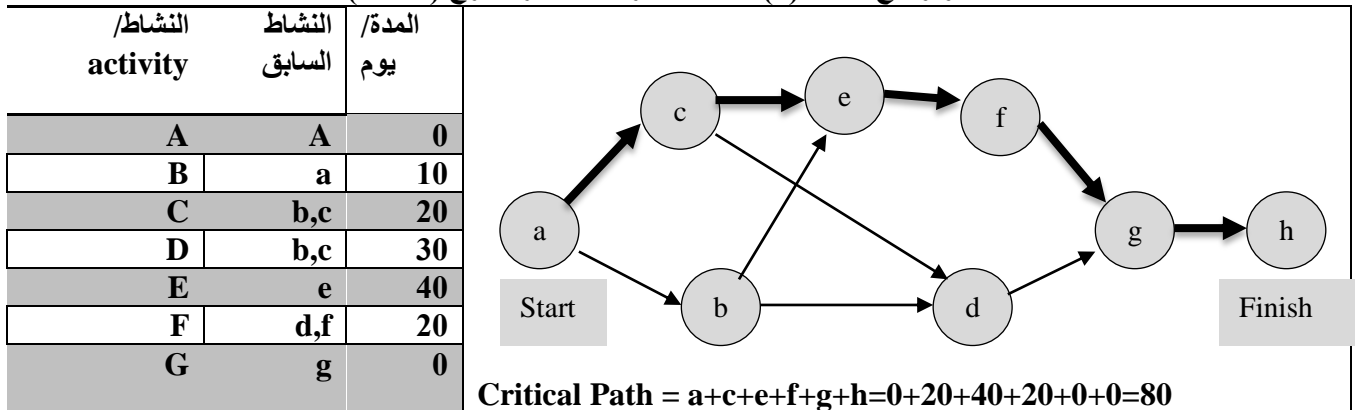 النشاط/ النشاط المدة/
activity السابق يوم
A A 0
B a 10
C b,c 20
D b,c 30
E e 40
F d,f 20
G g 0
c
e
f
a
g
h
b
d
Start
Finish
Critical Path = a+c+e+f+g+h=0+20+40+20+0+0=80